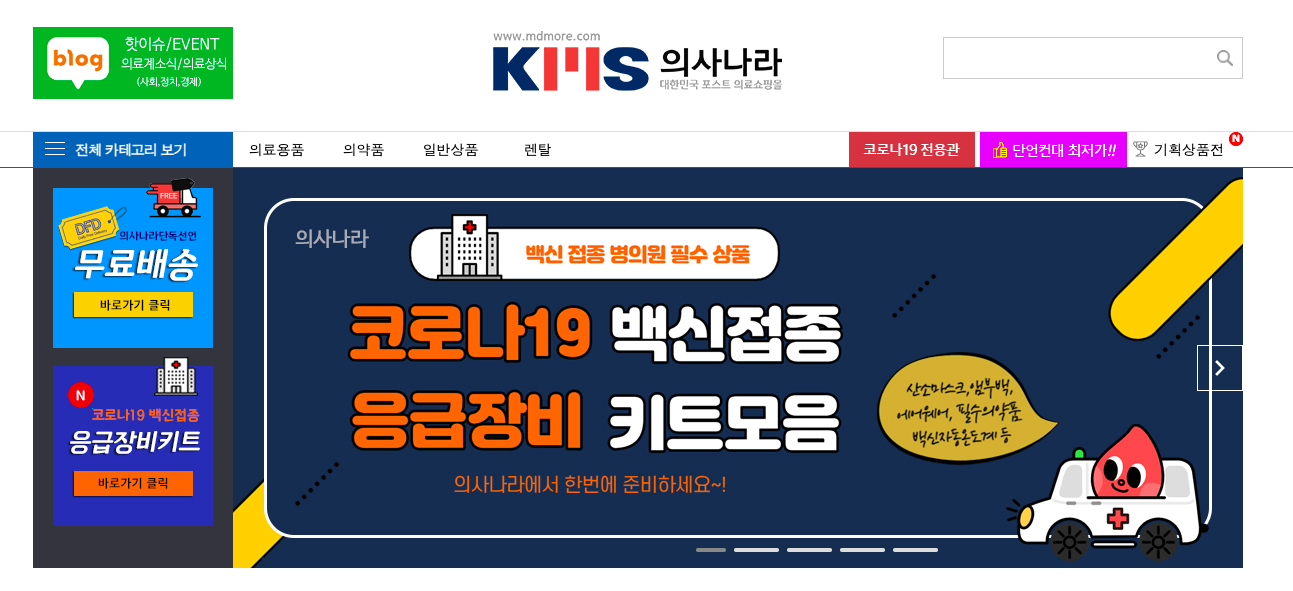 blog
핫이슈/EVENT
의료계소식/의료상식
(사회,정치,경제)
www.mdmore.com
KMS 의사나라
대한민국 포스트 의료쇼핑몰
전체 카테고리 보기
의료용품 의약품 일반상품 렌탈
코로나19 전용관
단언컨대 최저가!!
기획상품전
N
FREE
DFD
의사나라단독선언
무료배송
바로가기 클릭
N
코로나19 백신접종
응급장비키트
바로가기 클릭
의사나라
백신 접종 병의원 필수 상품
코로나19 백신접종
응급장비 키트모음
의사나라에서 한번에 준비하세요~!
산소마스크,앰부백,
에어웨어, 필수의약품
백신자동온도계 등